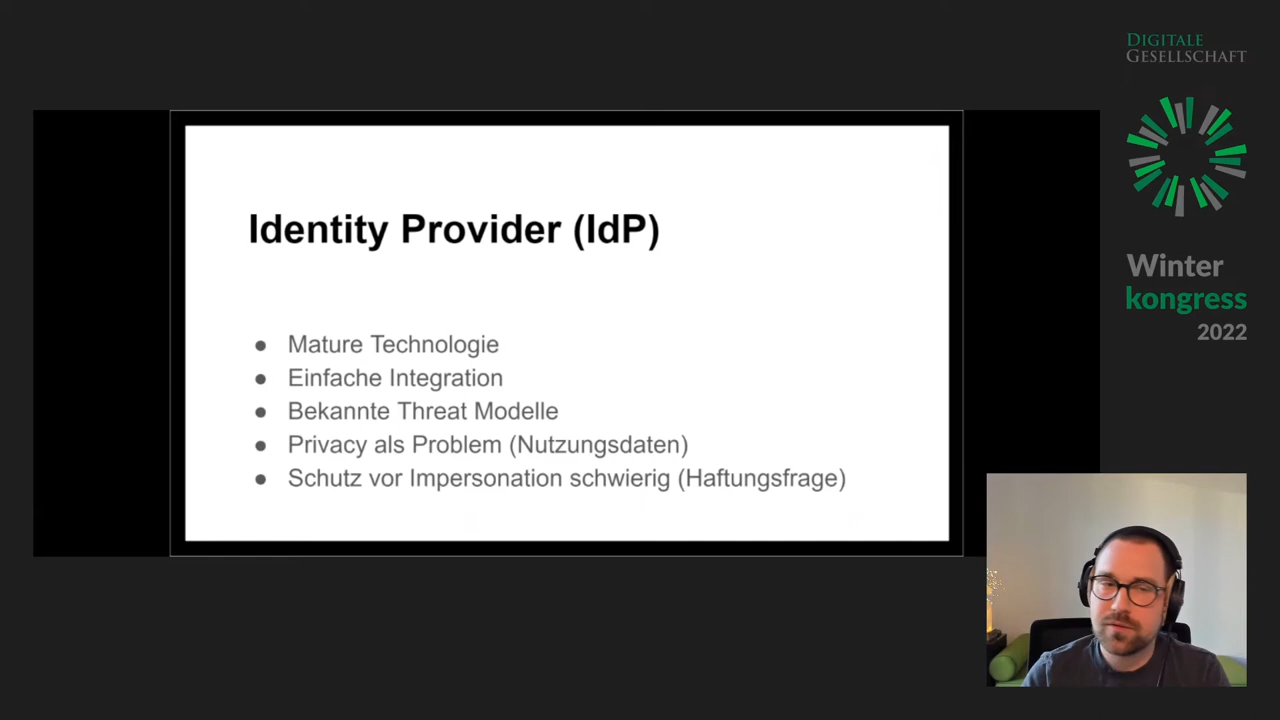 DIGITALE
GESELLSCHAFT
Winter
kongress
2022
Identity Provider (IdP)
● Mature Technologie
● Einfache Integration
● Bekannte Threat Modelle
● Privacy als Problem (Nutzungsdaten)
● Schutz vor Impersonation schwierig (Haftungsfrage)